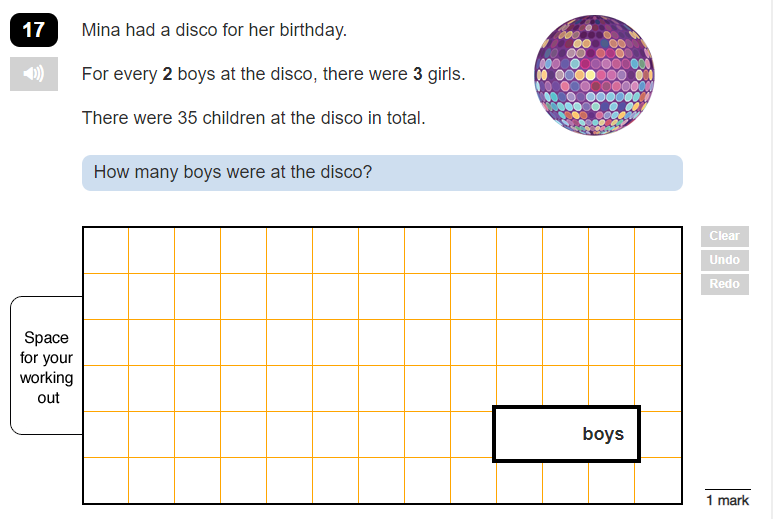 17
Mina had a disco for her birthday.
For every 2 boys at the disco, there were 3 girls.
There were 35 children at the disco in total.
How many boys were at the disco?
Clear
Undo
Redo
Space
for your
working
out
boys
1 mark